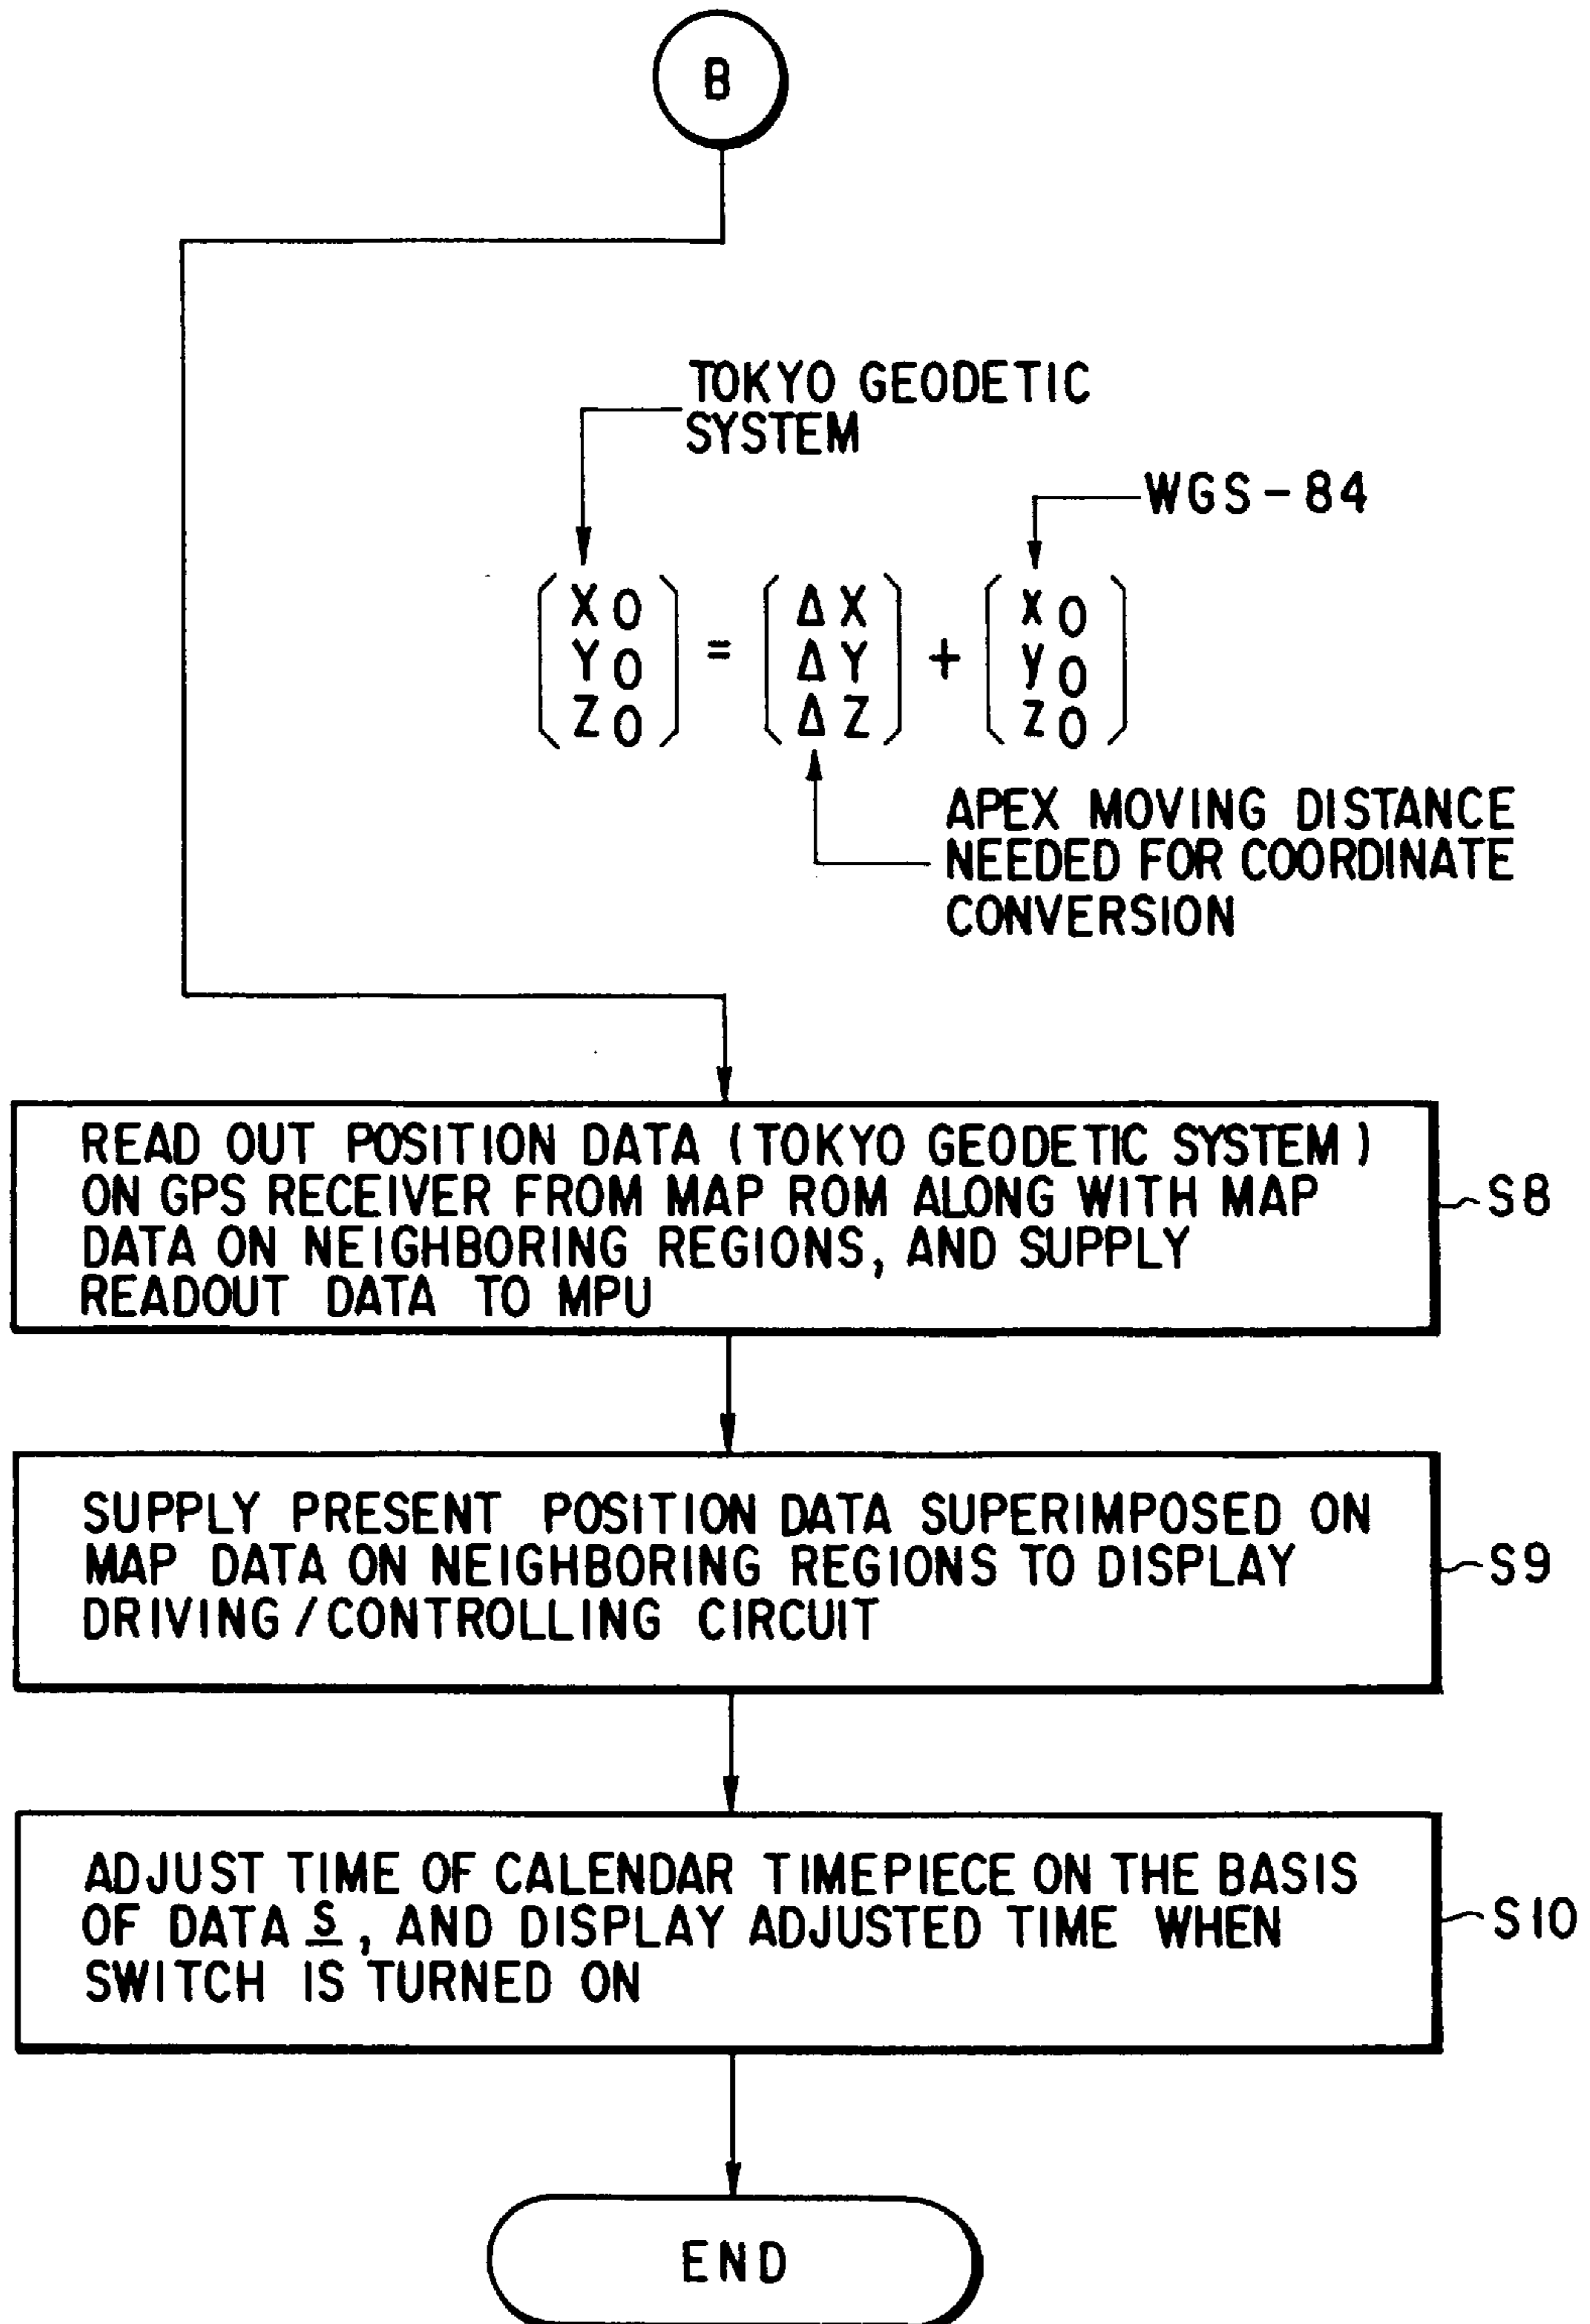 B
TOKYO GEODETIC
SYSTEM
WGS-84
X0 ΔX x0
Y0 = ΔY + y0
Z0 ΔZ z0
APEX MOVING DISTANCE
NEEDED FOR COORDINATE
CONVERSION
READ OUT POSITION DATA (TOKYO GEODETIC SYSTEM)
ON GPS RECEIVER FROM MAP ROM ALONG WITH MAP
DATA ON NEIGHBORING REGIONS, AND SUPPLY
READOUT DATA TO MPU
S8
SUPPLY PRESENT POSITION DATA SUPERIMPOSED ON
MAP DATA ON NEIGHBORING REGIONS TO DISPLAY
DRIVING/CONTROLLING CIRCUIT
S9
ADJUST TIME OF CALENDAR TIMEPIECE ON THE BASIS
OF DATA S, AND DISPLAY ADJUSTED TIME WHEN
SWITCH IS TURNED ON
S10
END